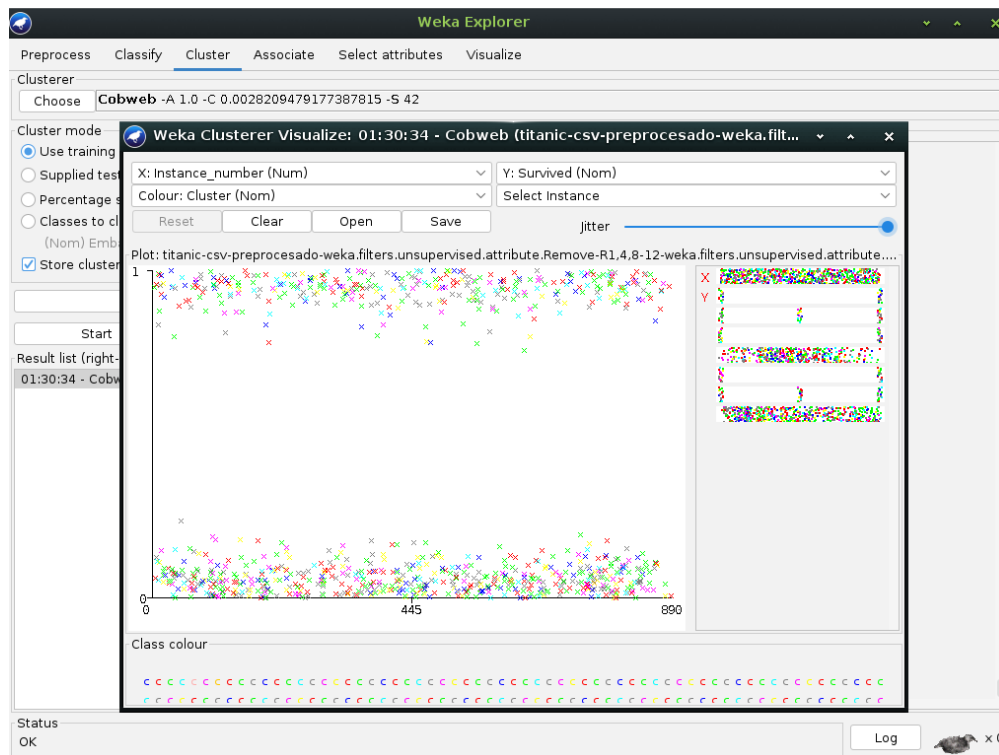 Weka Explorer
Preprocess Classify Cluster Associate Select attributes Visualize
Clusterer
Choose Cobweb -A 1.0 -C 0.0028209479177387815 -S 42
Cluster mode
Weka Clusterer Visualize: 01:30:34 - Cobweb (titanic-csv-preprocesado-weka.filt...
Use training
X: Instance_number (Num) Y: Survived (Nom)
Supplied test
Colour: Cluster (Nom) Select Instance
Percentage s
Reset Clear Open Save Jitter
Classes to cl
(Nom) Emba
Plot: titanic-csv-preprocesado-weka.filters.unsupervised.attribute.Remove-R1,4,8-12-weka.filters.unsupervised.attribute....
Store cluster
1
X
Y
Start
Result list (right-
01:30:34 - Cobw
0
0 445 890
Class colour
Status
OK
Log
x 0